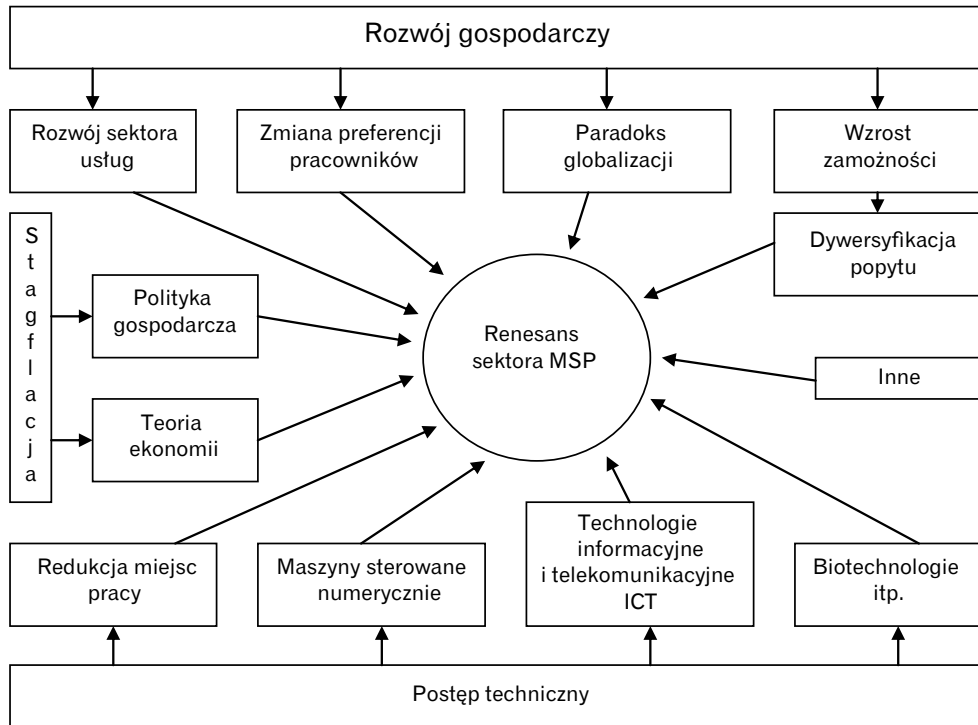 Rozwój gospodarczy
Rozwój sektora
usług
Zmiana preferencji
pracowników
Paradoks
globalizacji
Wzrost
zamożności
Stagflacja
Dywersyfikacja
popytu
Polityka
gospodarcza
Renesans
sektora MSP
Inne
Teoria
ekonomii
Redukcja miejsc
pracy
Maszyny sterowane
numerycznie
Technologie
informacyjne
i telekomunikacyjne
ICT
Biotechnologie
itp.
Postęp techniczny